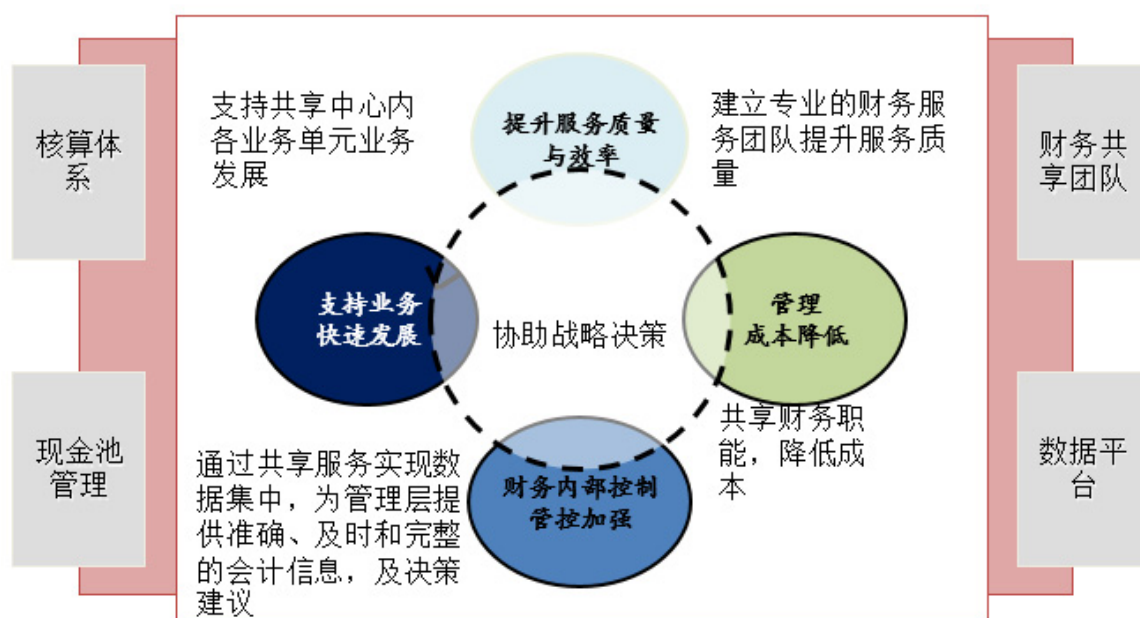 核算体
系
现金池
管理
支持共享中心内
各业务单元业务
发展
提升服务质量
与效率
建立专业的财务服
务团队提升服务质
量
支持业务
快速发展
协助战略决策
管理
成本降低
通过共享服务实现数
据集中，为管理层提
供准确、及时和完整
的会计信息，及决策
建议
财务内部控制
管控加强
共享财务职
能，降低成
本
财务共
享团队
数据平
台